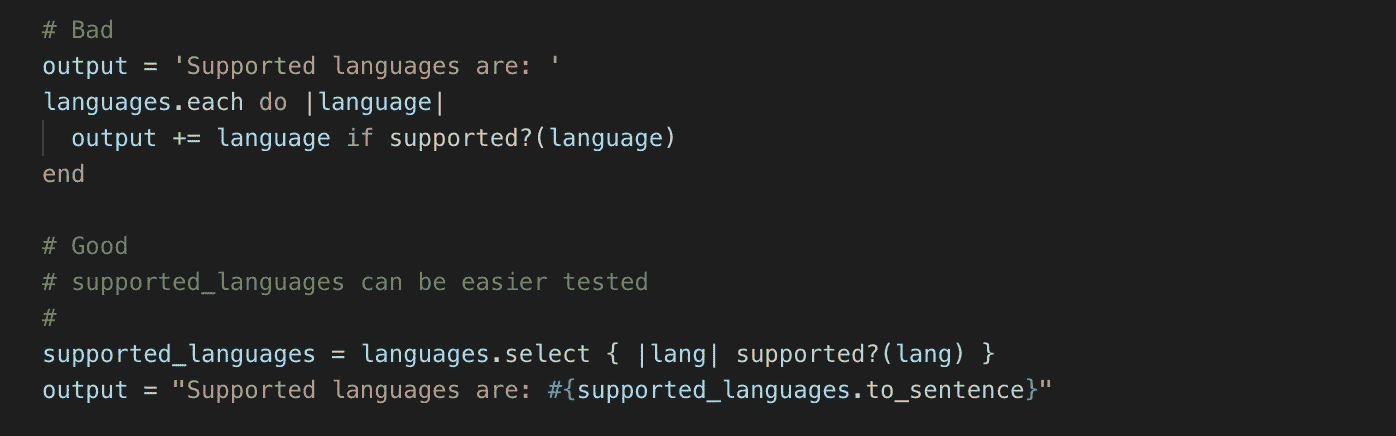 # Bad
output = 'Supported languages are: '
languages.each do |language|
  output += language if supported?(language)
end

# Good
# supported_languages can be easier tested
#
supported_languages = languages.select { |lang| supported?(lang) }
output = "Supported languages are: #{supported_languages.to_sentence}"